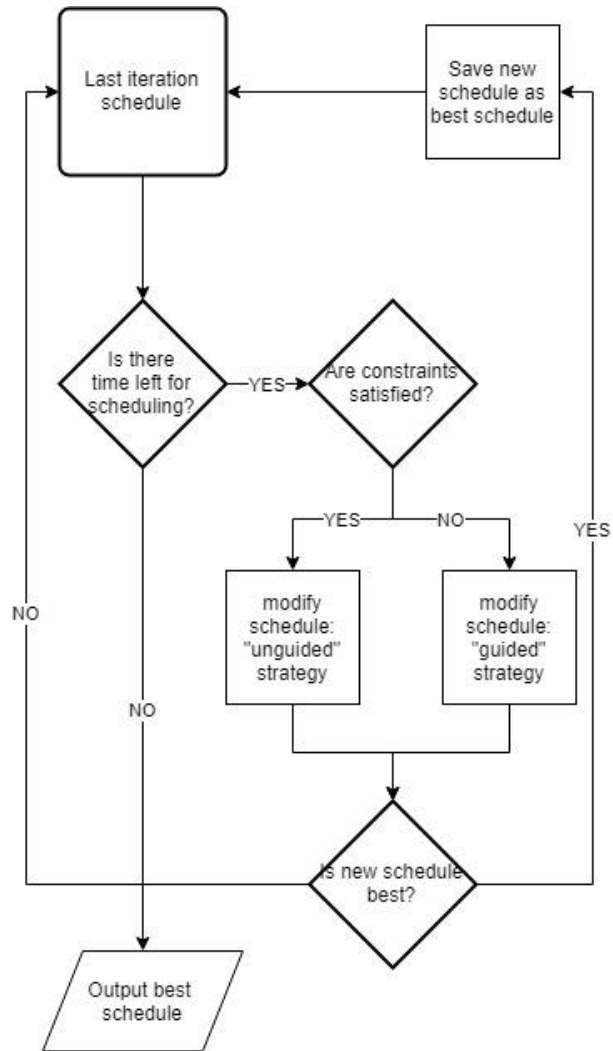 Last iteration
schedule
Save new
schedule as
best schedule
Is there
time left for
scheduling?
YES
Are constraints
satisfied?
YES
NO
YES
NO
modify
schedule:
"unguided"
strategy
modify
schedule:
"guided"
strategy
NO
Is new schedule
best?
Output best
schedule